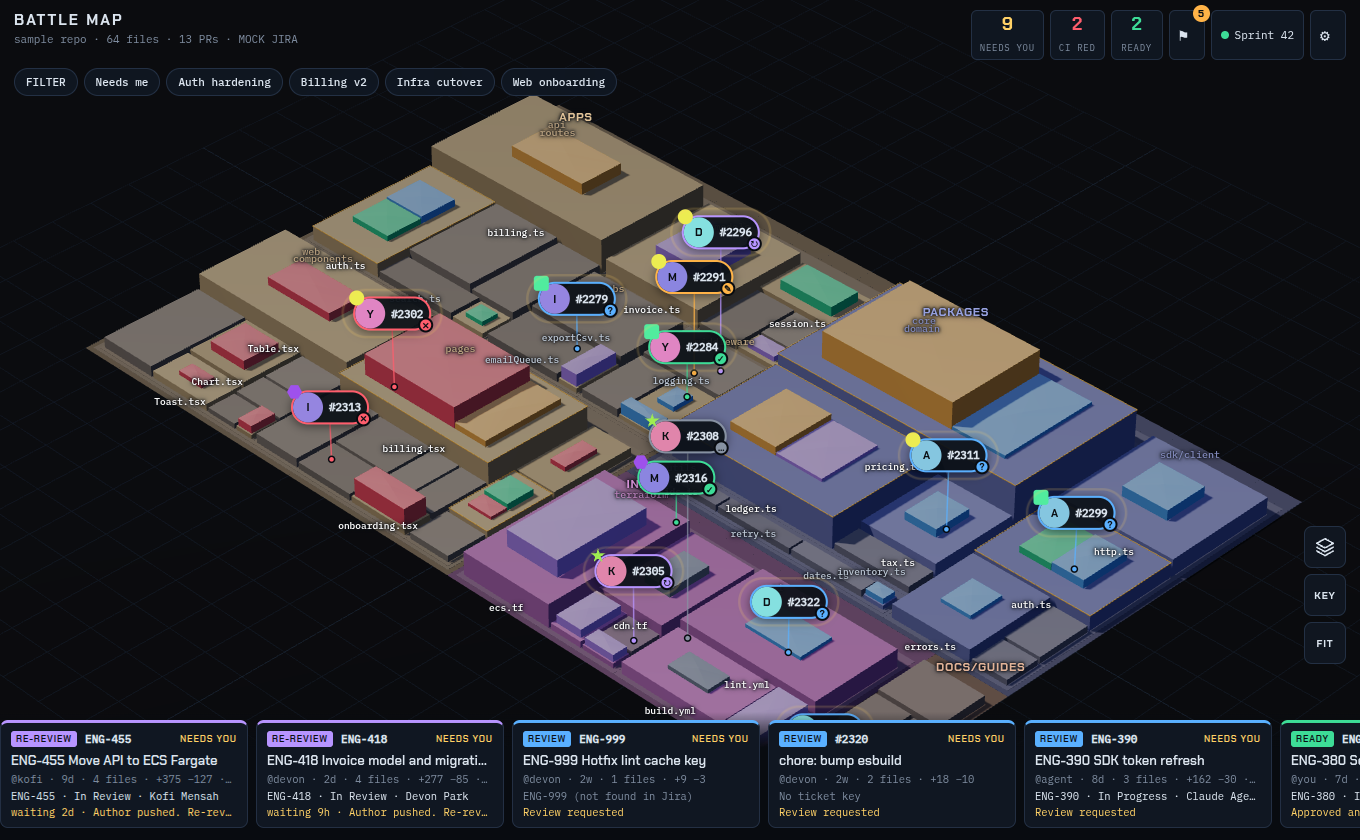 BATTLE MAP
sample repo · 64 files · 13 PRs · MOCK JIRA
9
NEEDS YOU
2
CI RED
2
READY
5
Sprint 42
FILTER
Needs me
Auth hardening
Billing v2
Infra cutover
Web onboarding
APPS
api
routes
billing.ts
D #2296
web
components
auth.ts
M #2291
I #2279
invoice.ts
Y #2302
session.ts
PACKAGES
core
domain
exportCsv.ts
Y #2284
Table.tsx
pages
emailQueue.ts
Chart.tsx
logging.ts
Toast.tsx
I #2313
K #2308
billing.tsx
A #2311
sdk/client
M #2316
terraform
ledger.ts
A #2299
onboarding.tsx
retry.ts
http.ts
tax.ts
K #2305
dates.ts
inventory.ts
ecs.tf
D #2322
auth.ts
cdn.tf
errors.ts
DOCS/GUIDES
lint.yml
build.yml
KEY
FIT
RE-REVIEW ENG-455 NEEDS YOU
ENG-455 Move API to ECS Fargate
@kofi · 9d · 4 files · +375 -127 ·…
ENG-455 · In Review · Kofi Mensah
waiting 2d · Author pushed. Re-rev…
RE-REVIEW ENG-418 NEEDS YOU
ENG-418 Invoice model and migrati…
@devon · 2d · 4 files · +277 -85 ·…
ENG-418 · In Review · Devon Park
waiting 9h · Author pushed. Re-rev…
REVIEW ENG-999 NEEDS YOU
ENG-999 Hotfix lint cache key
@devon · 2w · 1 files · +9 -3
ENG-999 (not found in Jira)
Review requested
REVIEW #2320 NEEDS YOU
chore: bump esbuild
@devon · 2w · 2 files · +18 -10
No ticket key
Review requested
REVIEW ENG-390 NEEDS YOU
ENG-390 SDK token refresh
@agent · 8d · 3 files · +162 -30 ·…
ENG-390 · In Progress · Claude Age…
Review requested
READY
ENG-380
@you · 7d
ENG-380 ·
Approved